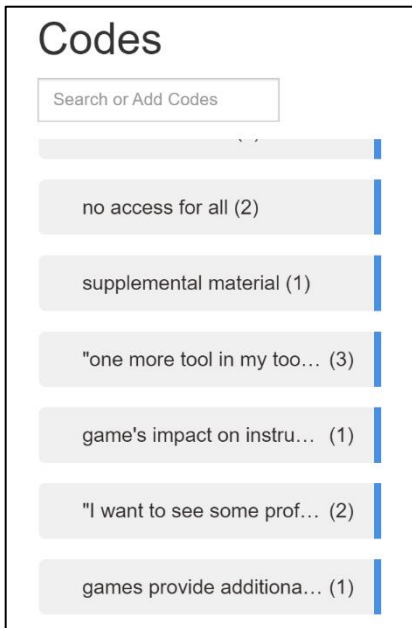 Codes
Search or Add Codes
no access for all (2)
supplemental material (1)
"one more tool in my too… (3)
game's impact on instru… (1)
"I want to see some prof… (2)
games provide additiona… (1)